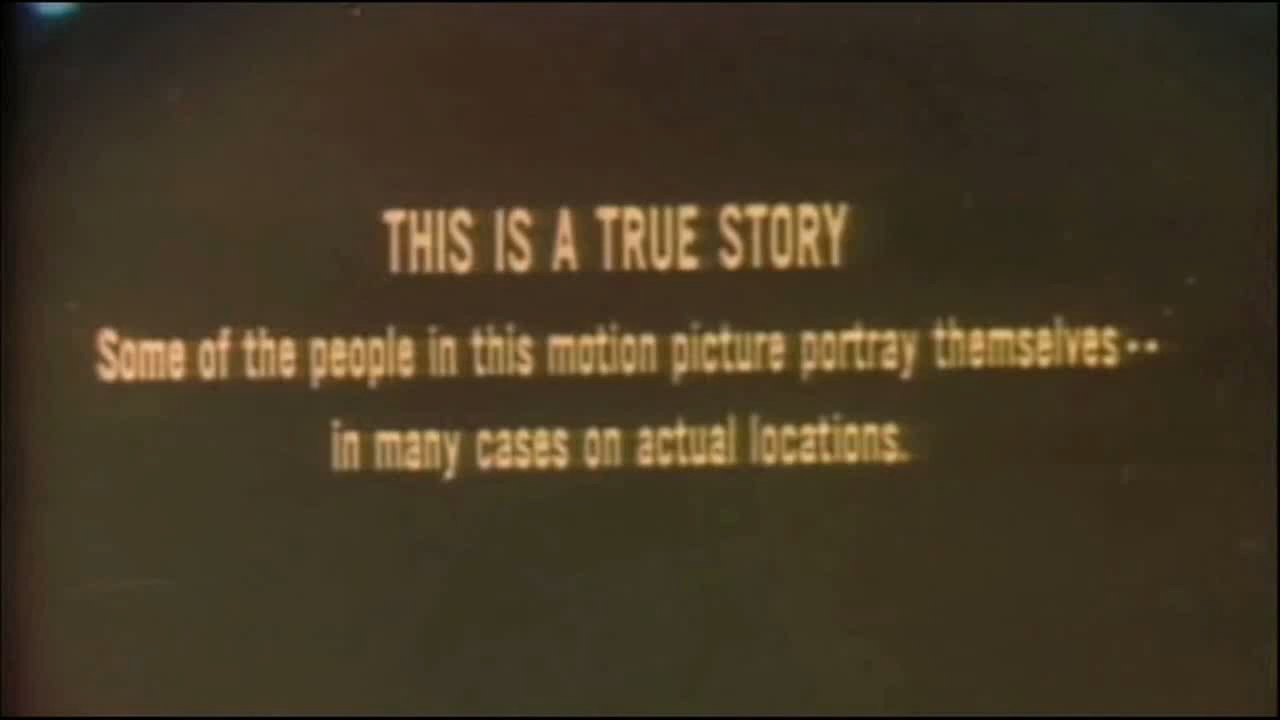 THIS IS A TRUE STORY
Some of the people in this motion picture portray themselves--
in many cases on actual locations.